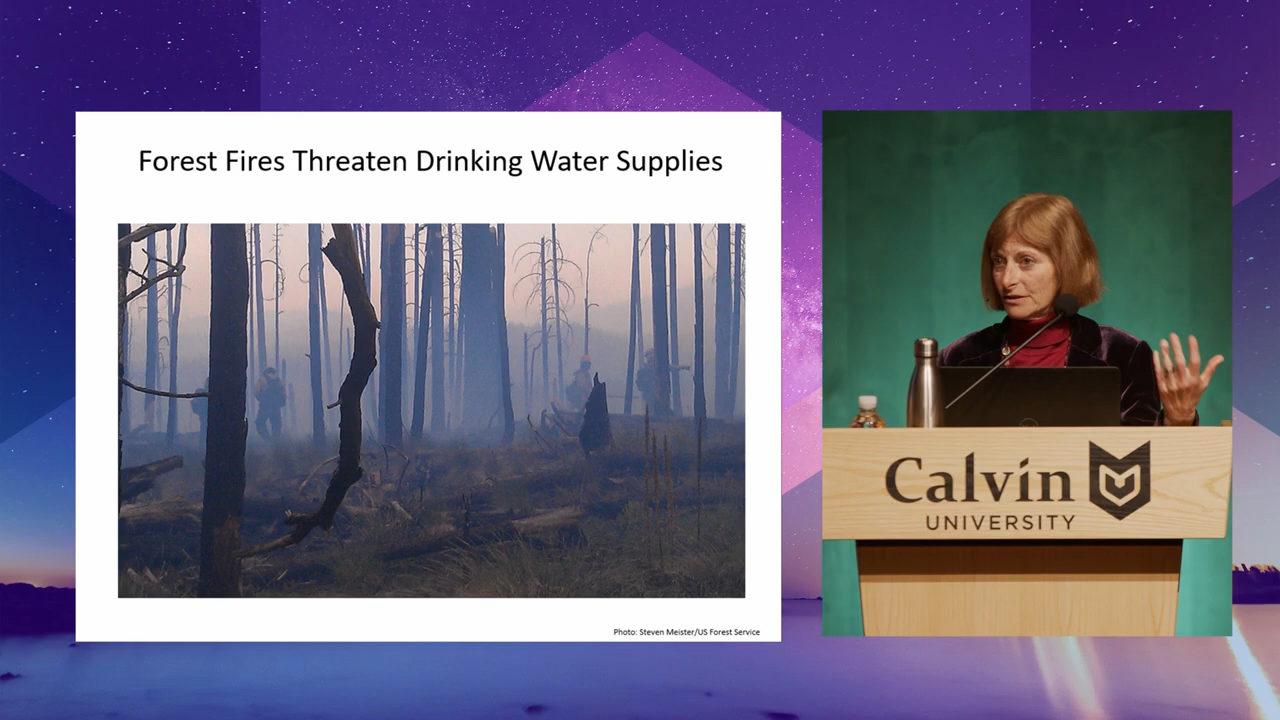 Forest Fires Threaten Drinking Water Supplies
Photo: Steven Meister/US Forest Service
Calvin
UNIVERSITY